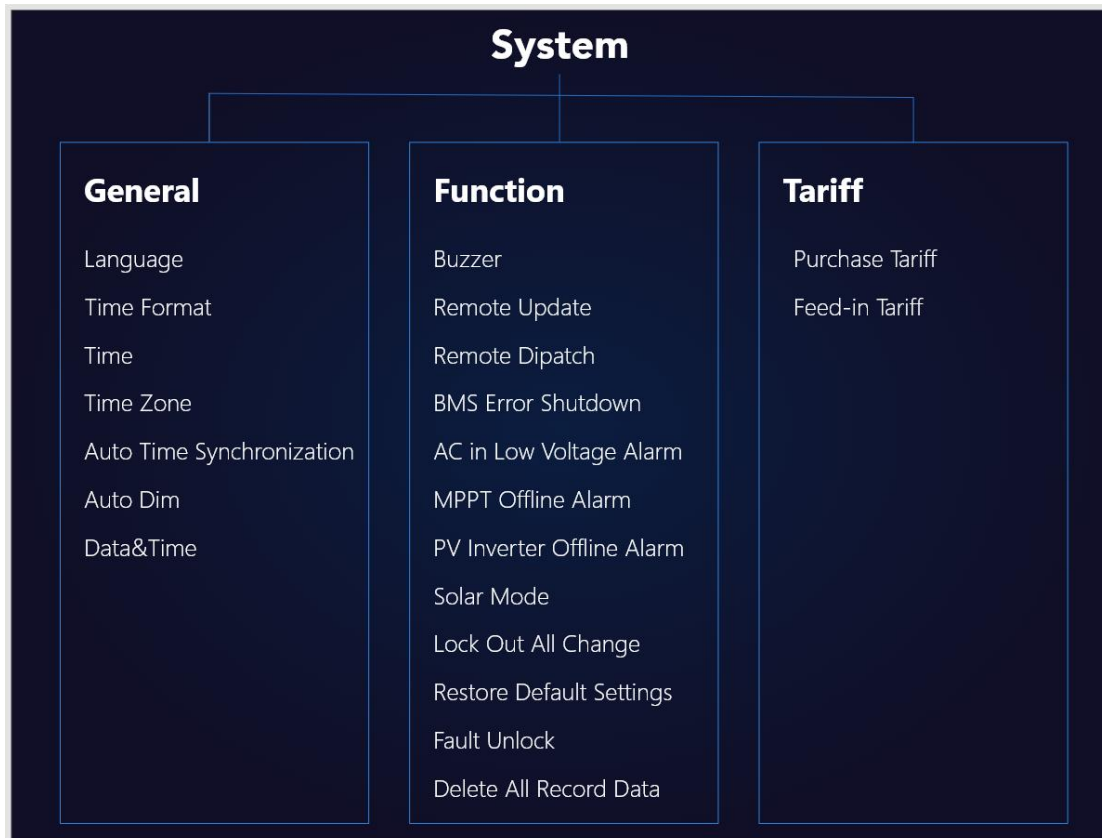 System
General
Language
Time Format
Time
Time Zone
Auto Time Synchronization
Auto Dim
Data&Time
Function
Buzzer
Remote Update
Remote Dipatch
BMS Error Shutdown
AC in Low Voltage Alarm
MPPT Offline Alarm
PV Inverter Offline Alarm
Solar Mode
Lock Out All Change
Restore Default Settings
Fault Unlock
Delete All Record Data
Tariff
Purchase Tariff
Feed-in Tariff